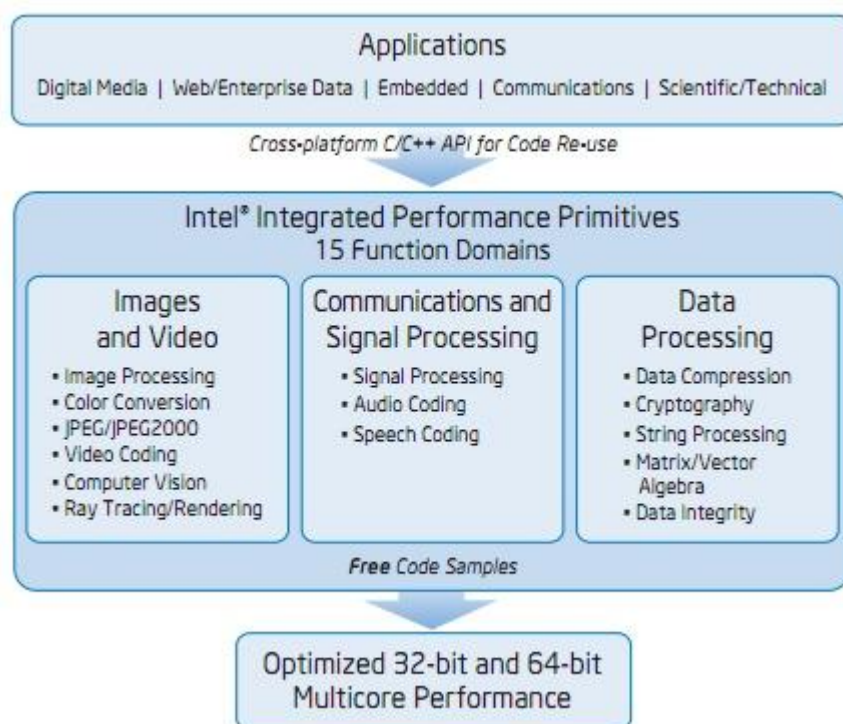 Applications
Digital Media | Web/Enterprise Data | Embedded | Communications | Scientific/Technical
Cross-platform C/C++ API for Code Re-use
Intel® Integrated Performance Primitives
15 Function Domains
Images
and Video
• Image Processing
• Color Conversion
• JPEG/JPEG2000
• Video Coding
• Computer Vision
• Ray Tracing/Rendering
Communications and
Signal Processing
• Signal Processing
• Audio Coding
• Speech Coding
Data
Processing
• Data Compression
• Cryptography
• String Processing
• Matrix/Vector
Algebra
• Data Integrity
Free Code Samples
Optimized 32-bit and 64-bit
Multicore Performance